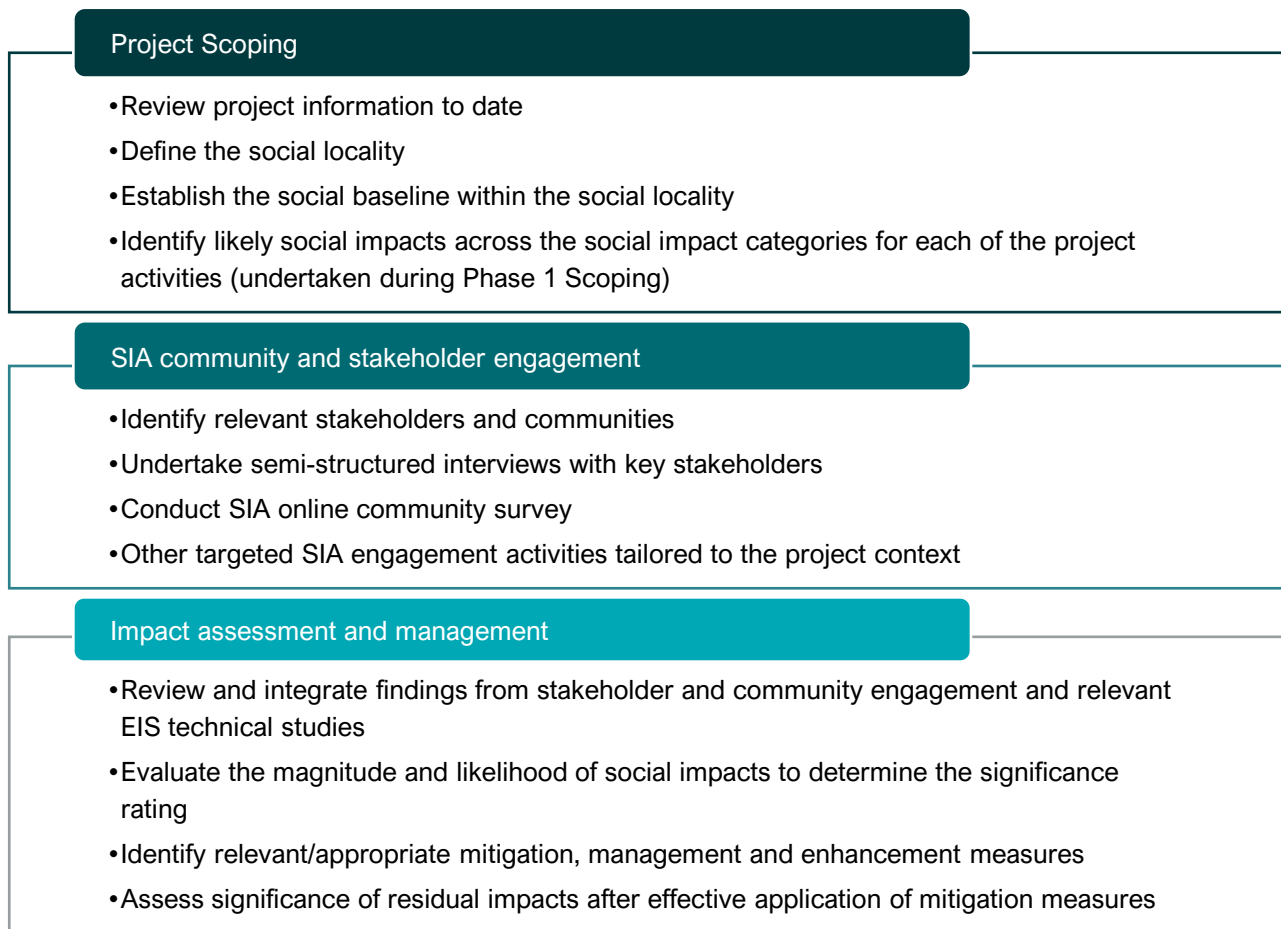 Project Scoping
•Review project information to date
•Define the social locality
•Establish the social baseline within the social locality
•Identify likely social impacts across the social impact categories for each of the project
activities (undertaken during Phase 1 Scoping)
SIA community and stakeholder engagement
•Identify relevant stakeholders and communities
•Undertake semi-structured interviews with key stakeholders
•Conduct SIA online community survey
•Other targeted SIA engagement activities tailored to the project context
Impact assessment and management
•Review and integrate findings from stakeholder and community engagement and relevant
EIS technical studies
•Evaluate the magnitude and likelihood of social impacts to determine the significance
rating
•Identify relevant/appropriate mitigation, management and enhancement measures
•Assess significance of residual impacts after effective application of mitigation measures